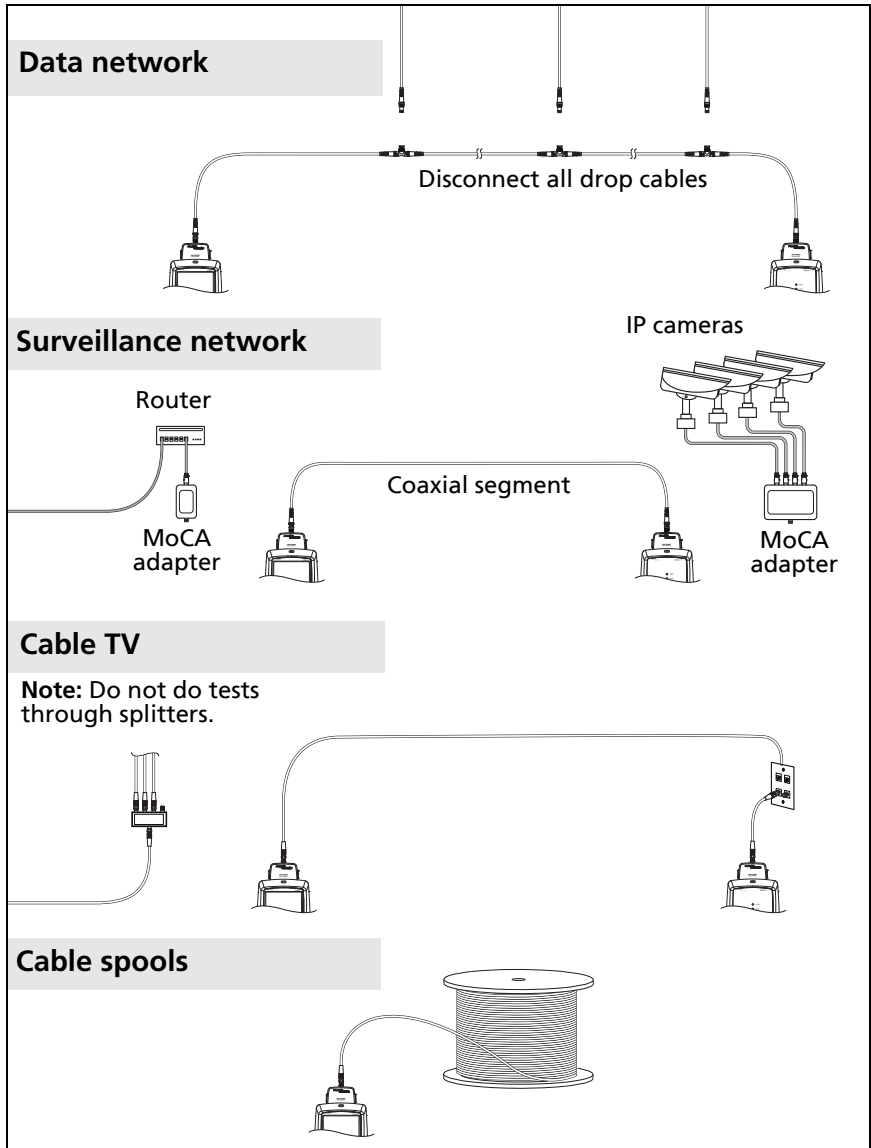 Data network
Disconnect all drop cables
Surveillance network
IP cameras
Router
Coaxial segment
MoCA
adapter
MoCA
adapter
Cable TV
Note: Do not do tests
through splitters.
Cable spools